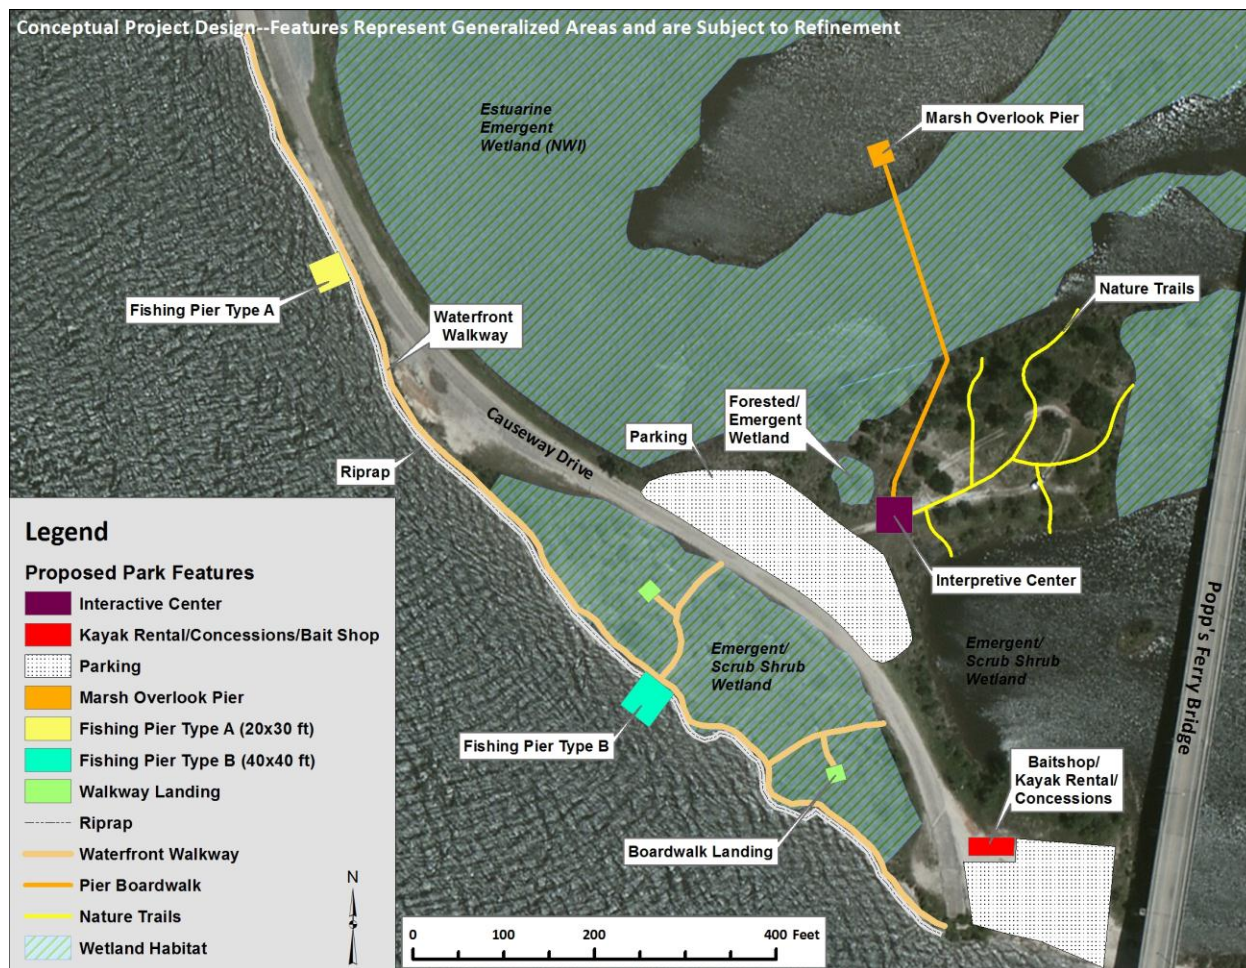 Conceptual Project Design--Features Represent Generalized Areas and are Subject to Refinement
Estuarine
Emergent
Wetland (NWI)
Marsh Overlook Pier
Nature Trails
Fishing Pier Type A
Waterfront
Walkway
Forested/
Emergent
Wetland
Parking
Causeway Drive
Riprap
Interpretive Center
Popp's Ferry Bridge
Emergent/
Scrub Shrub
Wetland
Emergent/
Scrub Shrub
Wetland
Fishing Pier Type B
Baitshop/
Kayak Rental/
Concessions
Boardwalk Landing
Legend
Proposed Park Features
Interactive Center
Kayak Rental/Concessions/Bait Shop
Parking
Marsh Overlook Pier
Fishing Pier Type A (20x30 ft)
Fishing Pier Type B (40x40 ft)
Walkway Landing
Riprap
Waterfront Walkway
Pier Boardwalk
Nature Trails
Wetland Habitat
N
0 100 200 400 Feet